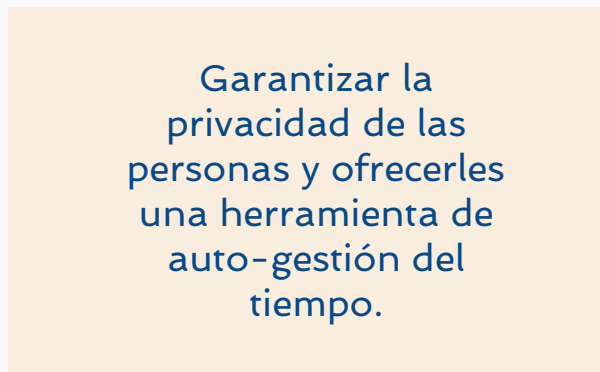 Garantizar la
privacidad de las
personas y ofrecerles
una herramienta de
auto-gestión del
tiempo.